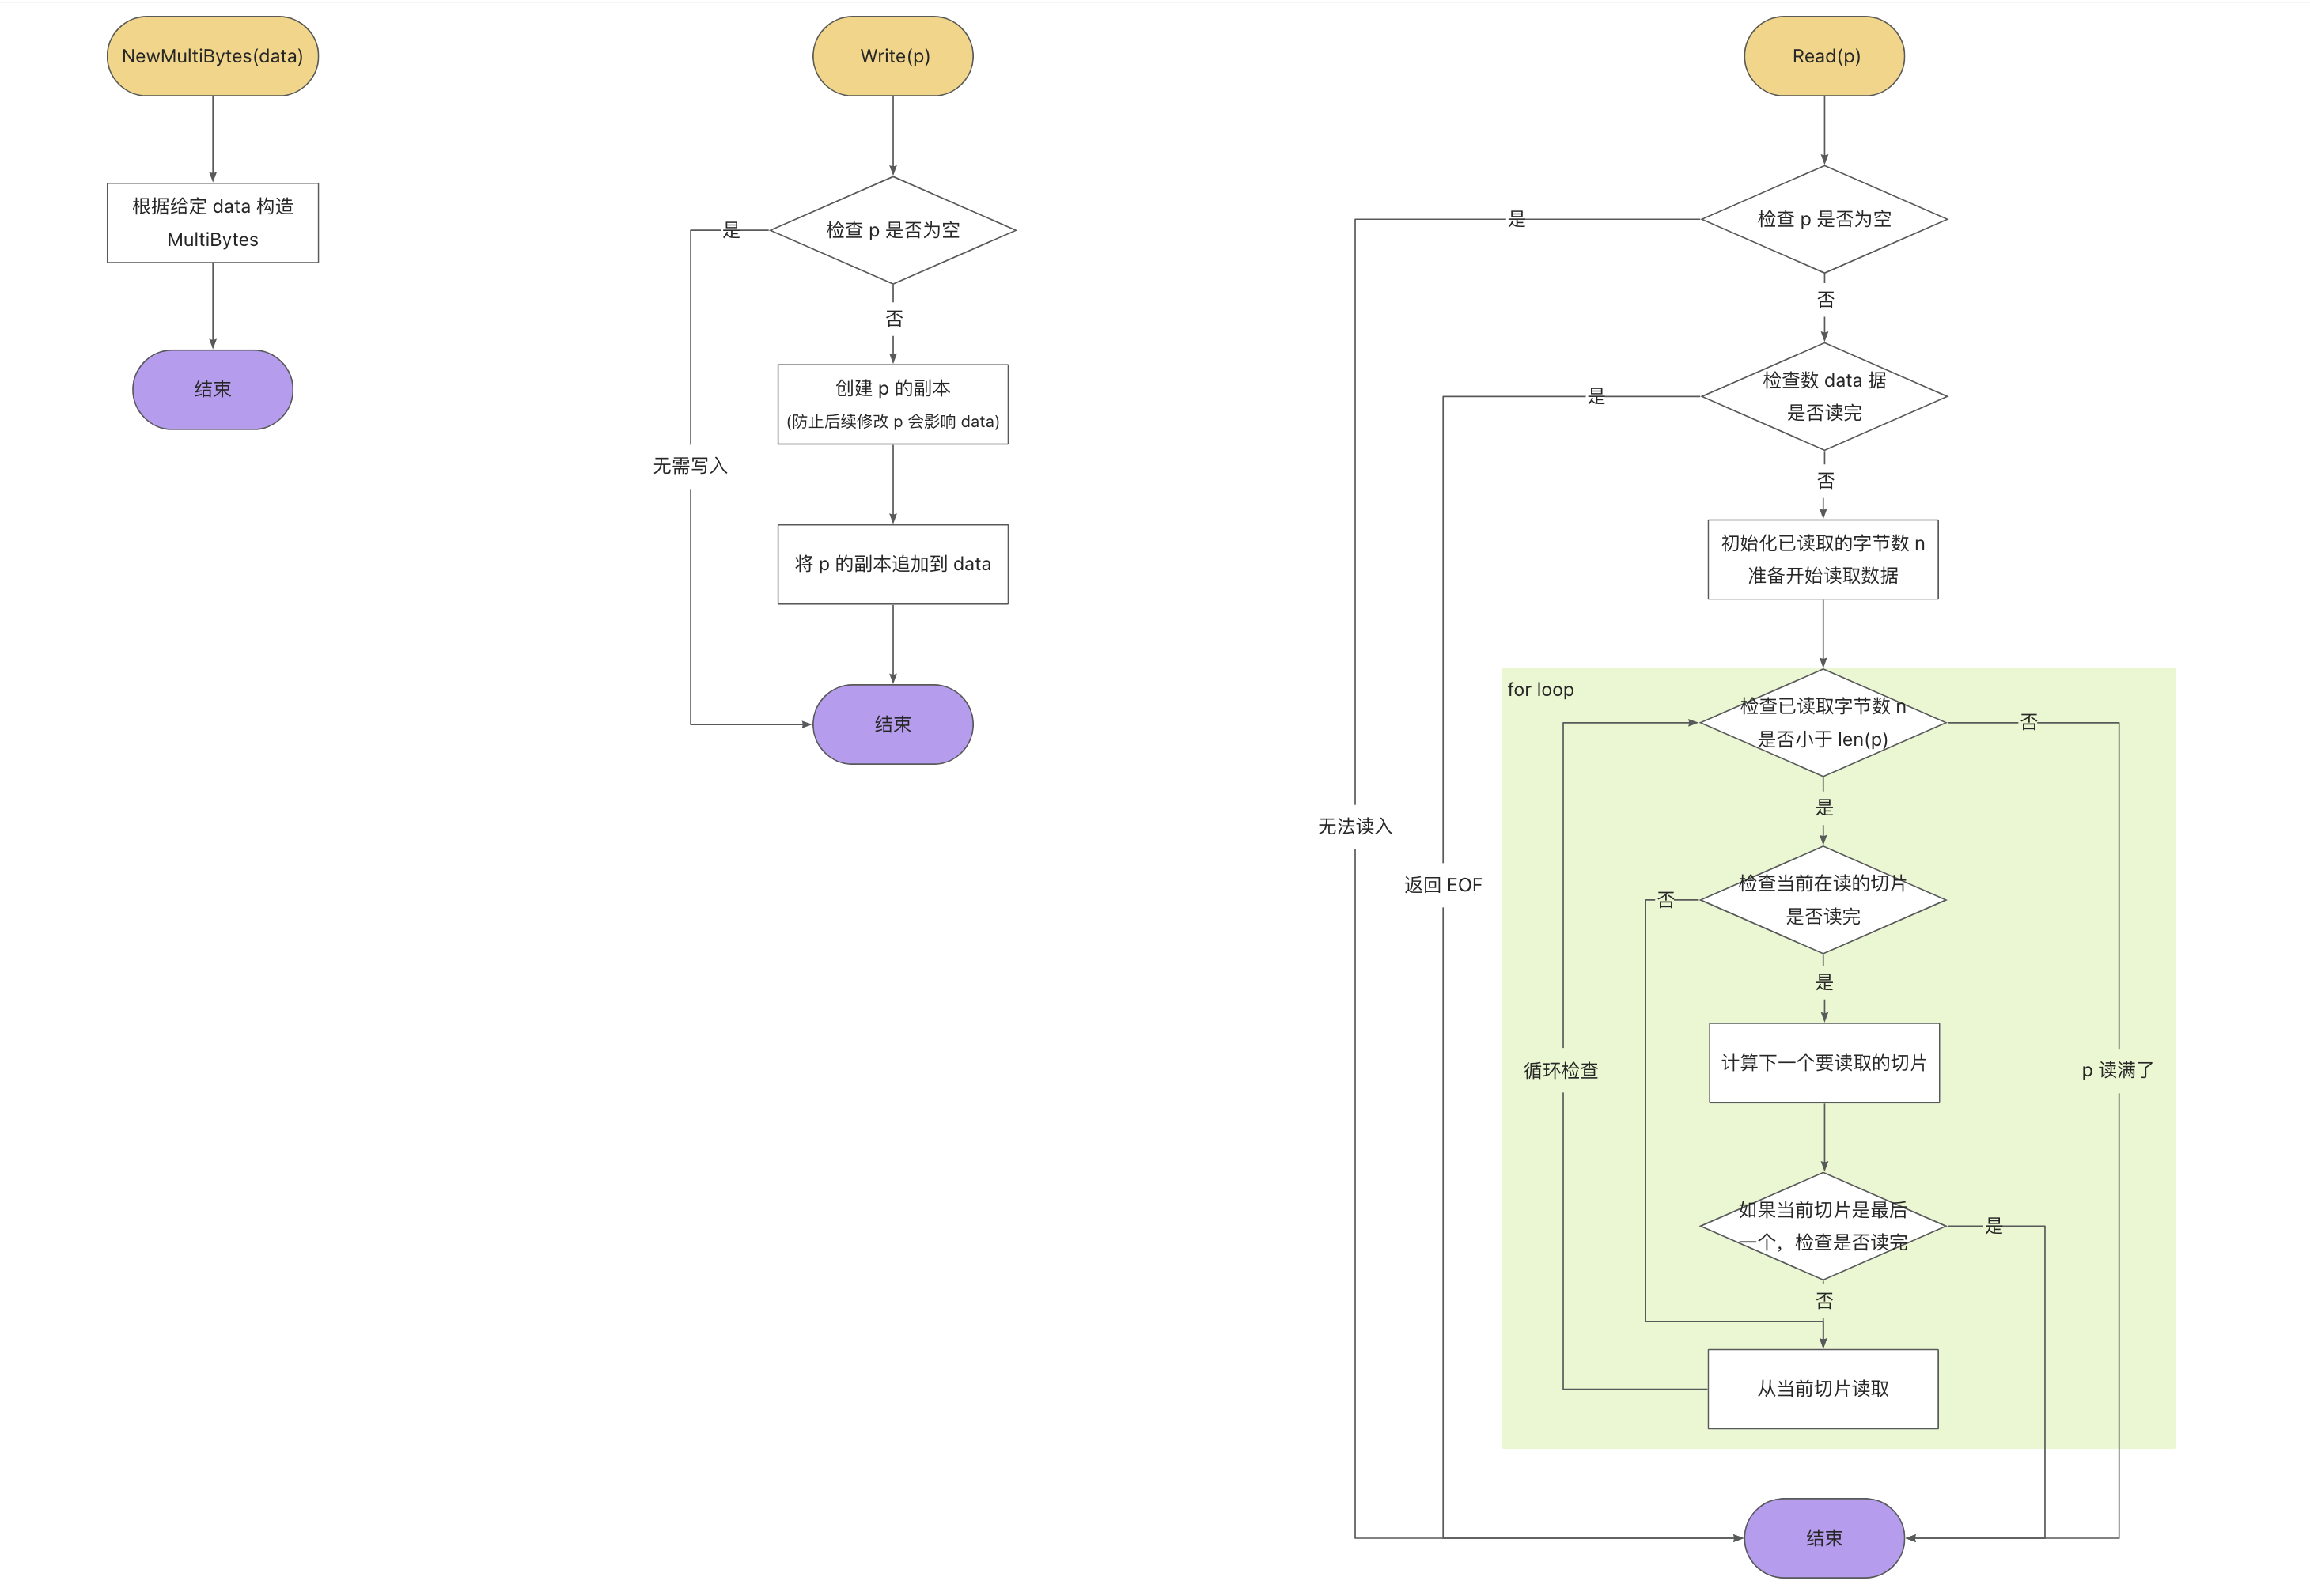 NewMultiBytes(data)
根据给定 data 构造
MultiBytes
结束
Write(p)
检查 p 是否为空
是
否
创建 p 的副本
(防止后续修改 p 会影响 data)
无需写入
将 p 的副本追加到 data
结束
Read(p)
检查 p 是否为空
是
否
检查数 data 据
是否读完
是
否
初始化已读取的字节数 n
准备开始读取数据
for loop
检查已读取字节数 n
是否小于 len(p)
否
是
无法读入
返回 EOF
检查当前在读的切片
是否读完
否
是
计算下一个要读取的切片
循环检查
p 读满了
如果当前切片是最后
一个，检查是否读完
是
否
从当前切片读取
结束